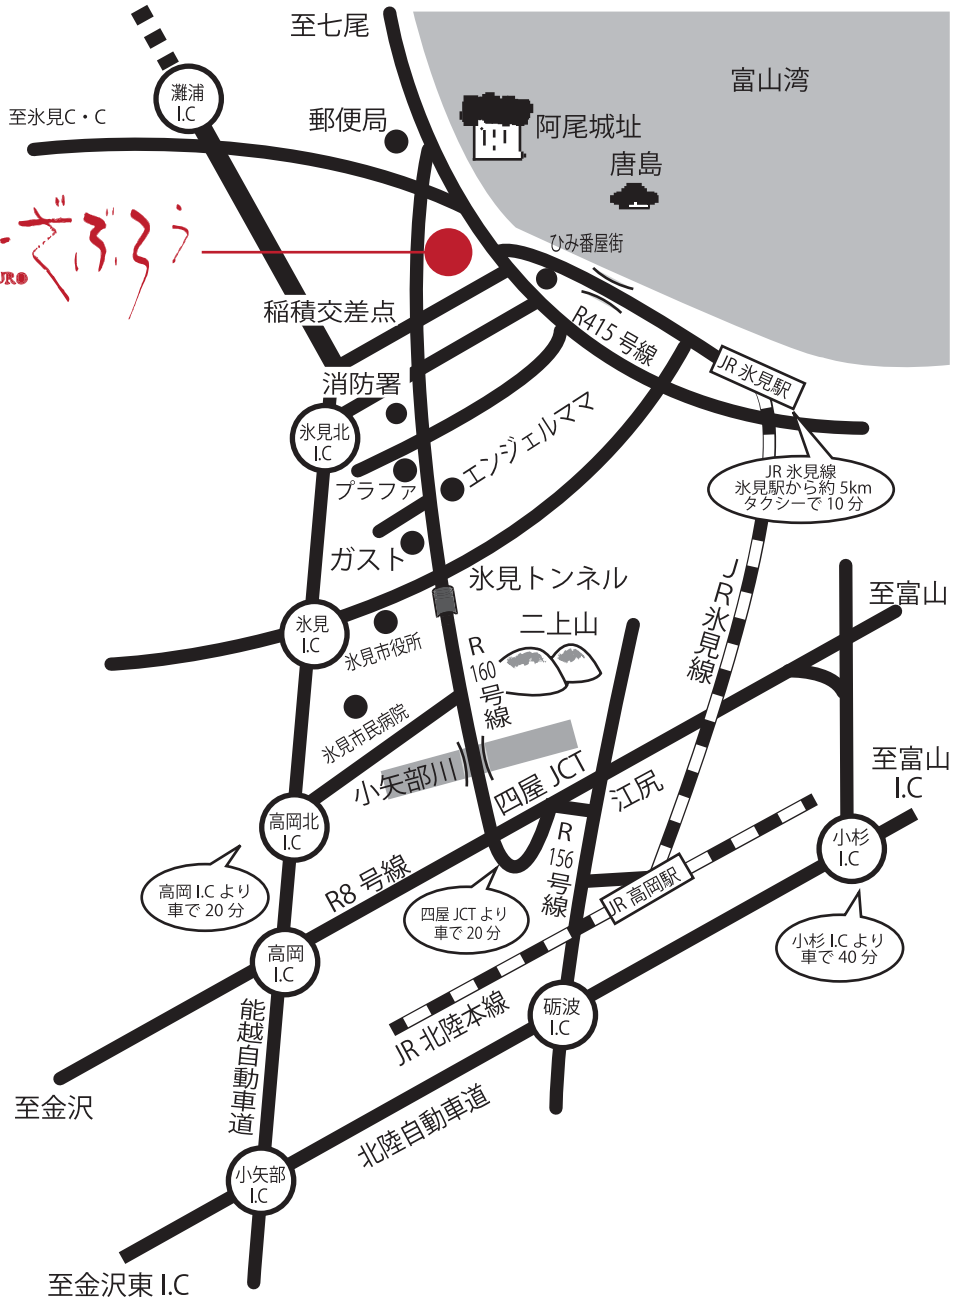 至七尾
富山湾
灘浦
I.C
至氷見C・C
郵便局
阿尾城址
唐島
ざぶろう
ひみ番屋街
稲積交差点
R415 号線
JR 氷見駅
消防署
氷見北
I.C
エンジェルママ
プラファ
JR 氷見線
氷見駅から約 5km
タクシーで 10 分
ガスト
氷見トンネル
JR氷見線
至富山
氷見
I.C
氷見市役所
二上山
R
160
号
線
氷見市民病院
小矢部川
四屋 JCT
江尻
至富山
I.C
高岡北
I.C
R
156
号
線
小杉
I.C
高岡 I.C より
車で 20 分
R8 号線
四屋 JCT より
車で 20 分
JR 高岡駅
小杉 I.C より
車で 40 分
高岡
I.C
能越自動車道
JR 北陸本線
砺波
I.C
至金沢
北陸自動車道
小矢部
I.C
至金沢東 I.C